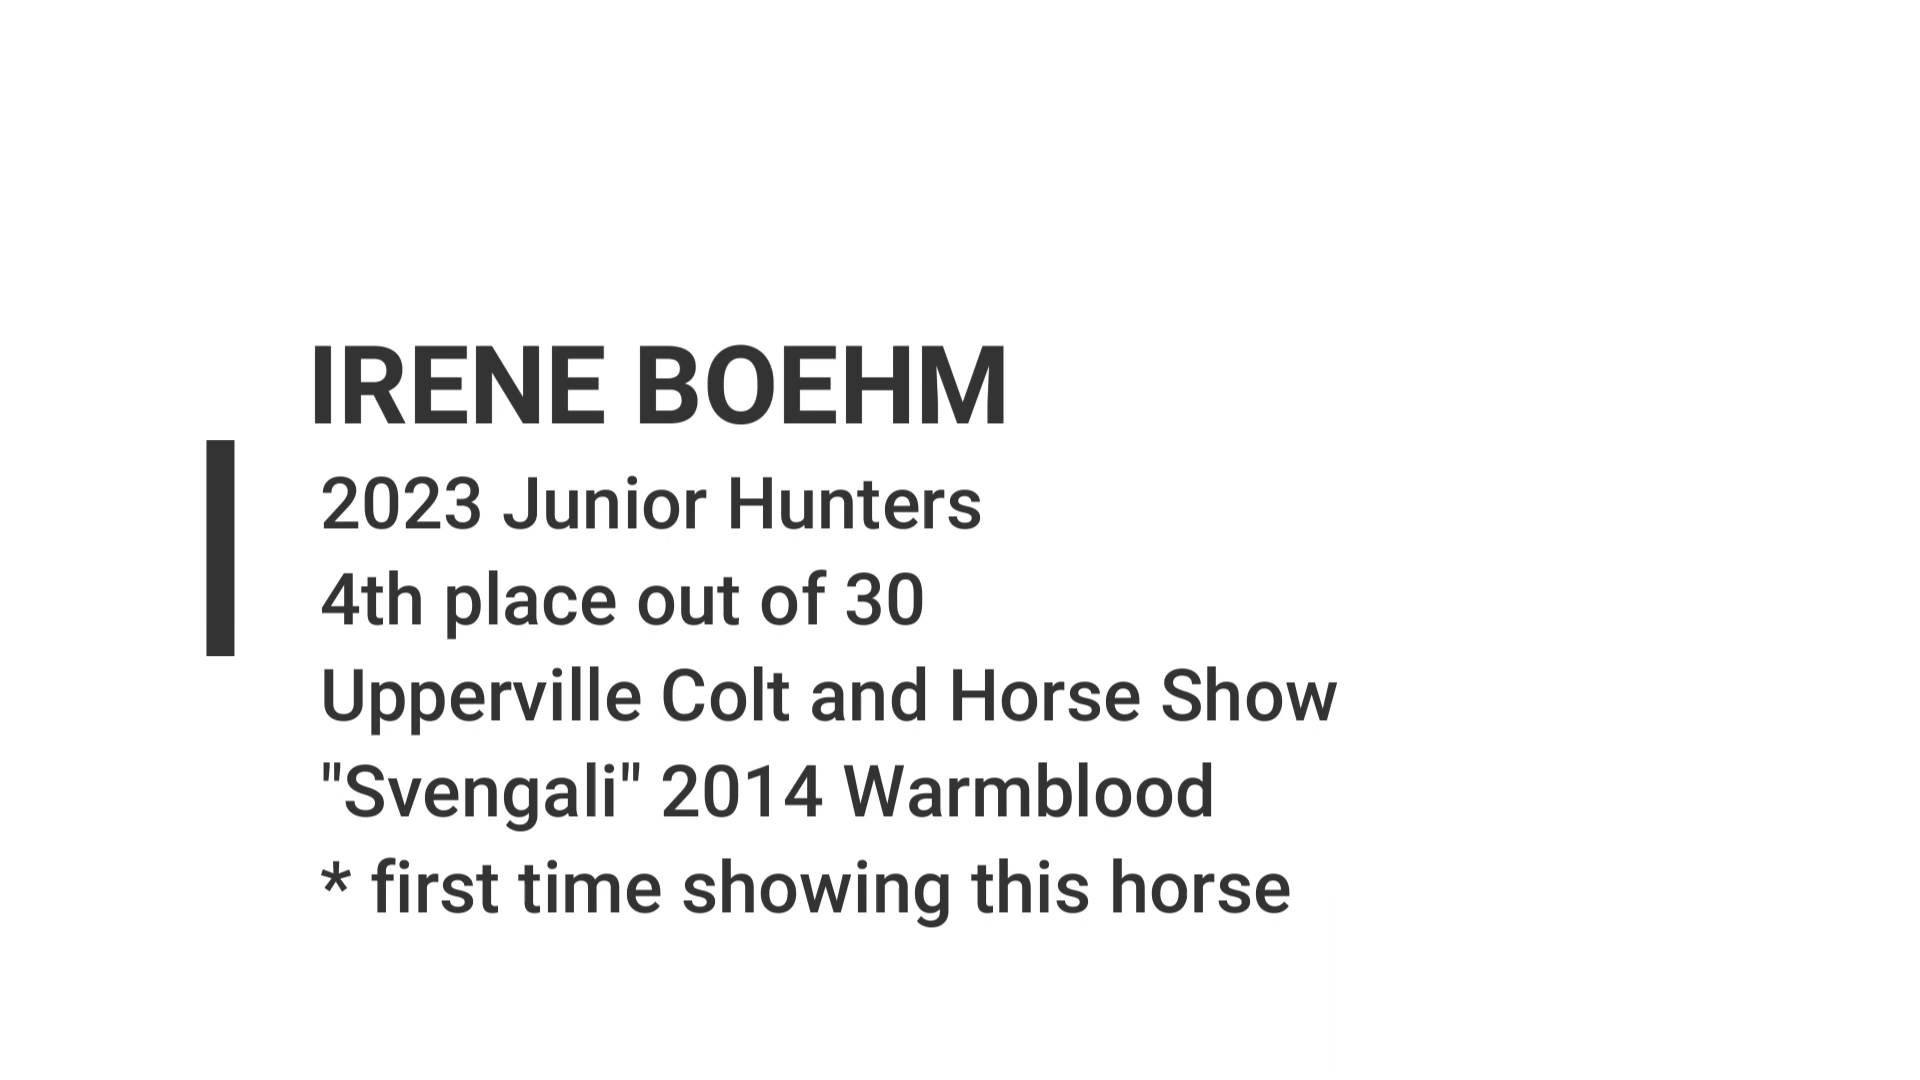 IRENE BOEHM
2023 Junior Hunters
4th place out of 30
Upperville Colt and Horse Show
"Svengali" 2014 Warmblood
* first time showing this horse